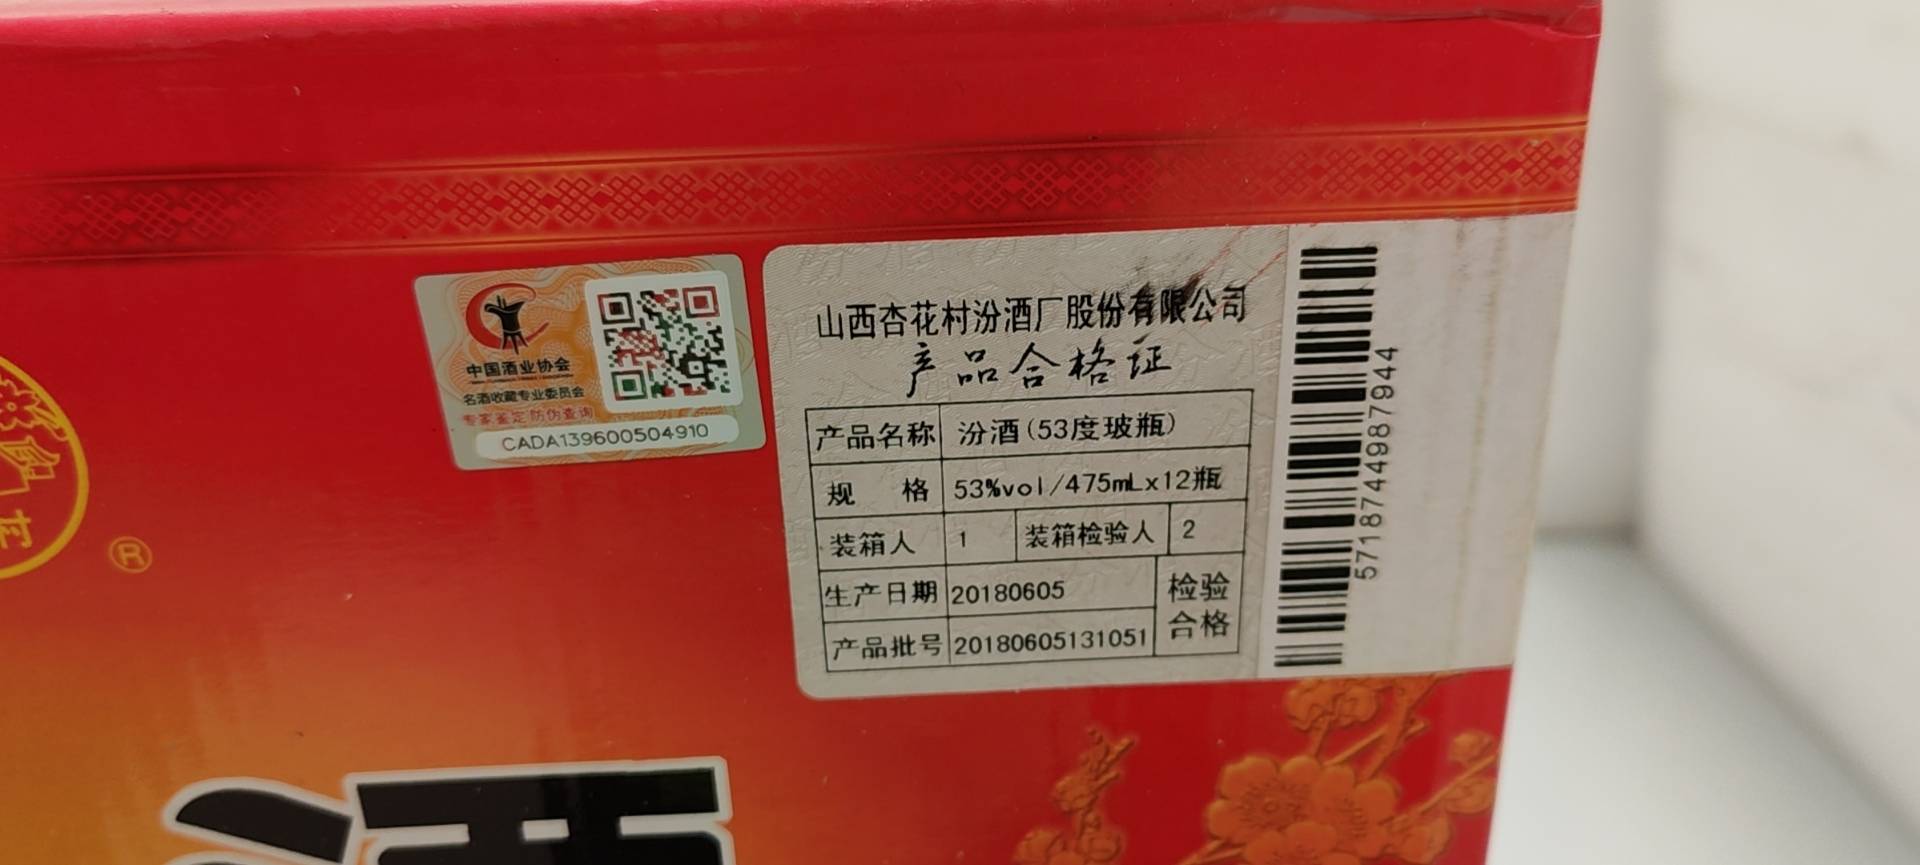 中国酒业协会
名酒收藏专业委员会
专家鉴定防伪查询
CADA139600504910
山西杏花村汾酒厂股份有限公司
产品合格证
产品名称 汾酒(53度玻瓶)
规 格 53%vol/475mLx12瓶
装箱人 1 装箱检验人 2
生产日期 20180605 检验
产品批号 20180605131051 合格
571874498 7944
村
®
酒